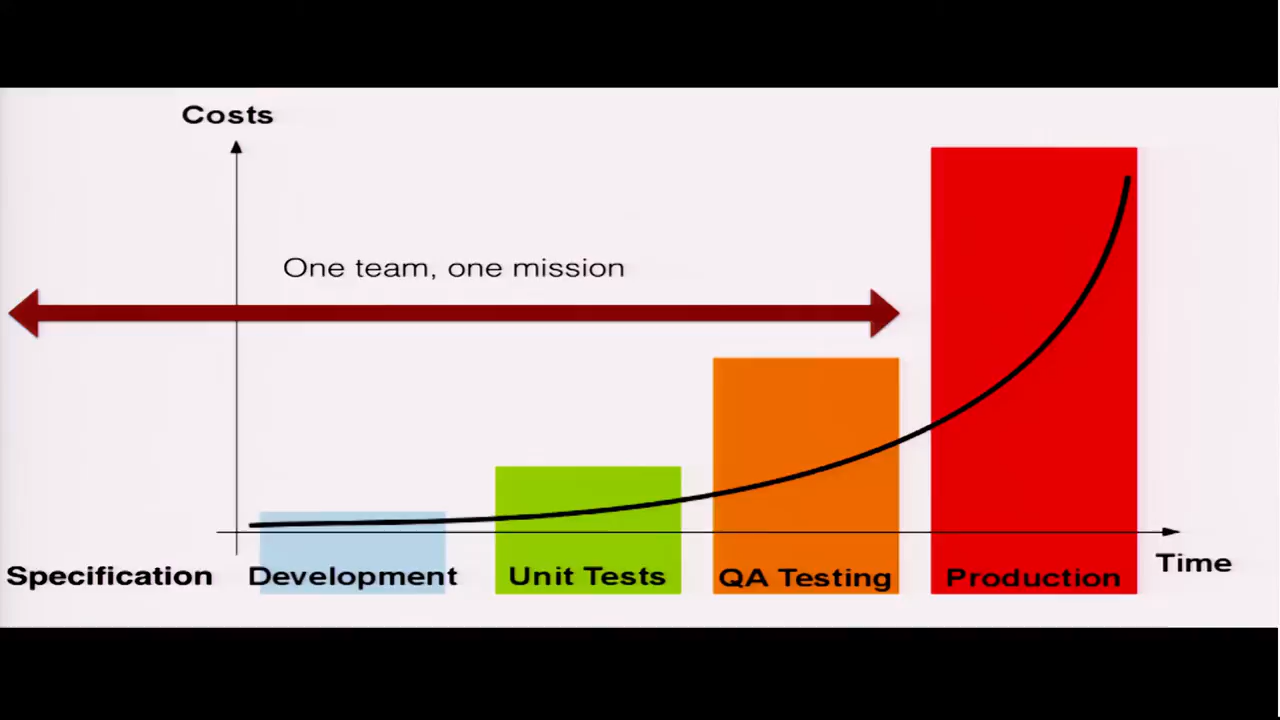 Costs
One team, one mission
Specification
Development
Unit Tests
QA Testing
Production
Time